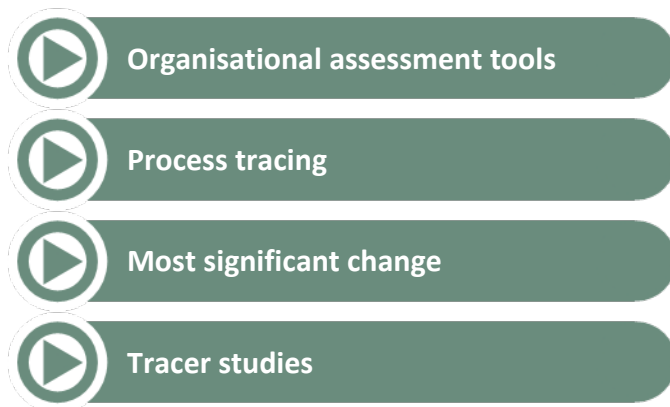 Organisational assessment tools
Process tracing
Most significant change
Tracer studies